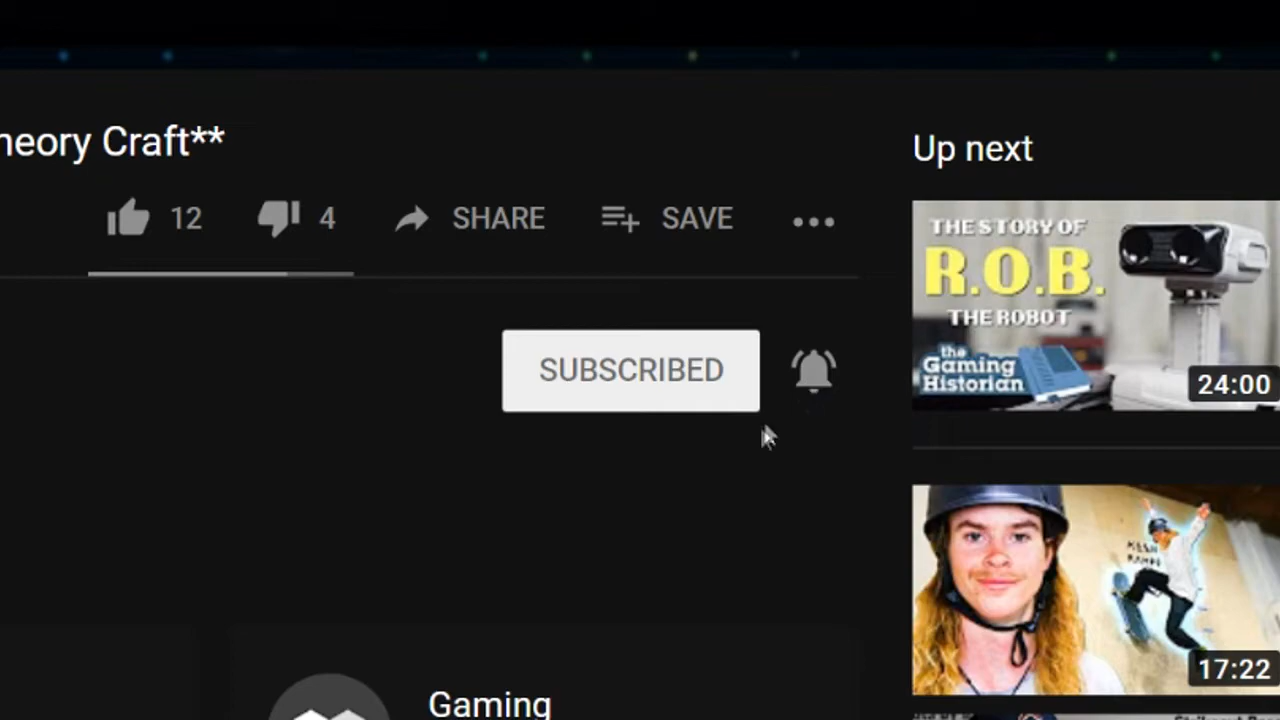 heory Craft**
12
4
SHARE
SAVE
SUBSCRIBED
Up next
THE STORY OF
R.O.B.
THE ROBOT
the
Gaming
Historian
24:00
17:22
Gaming